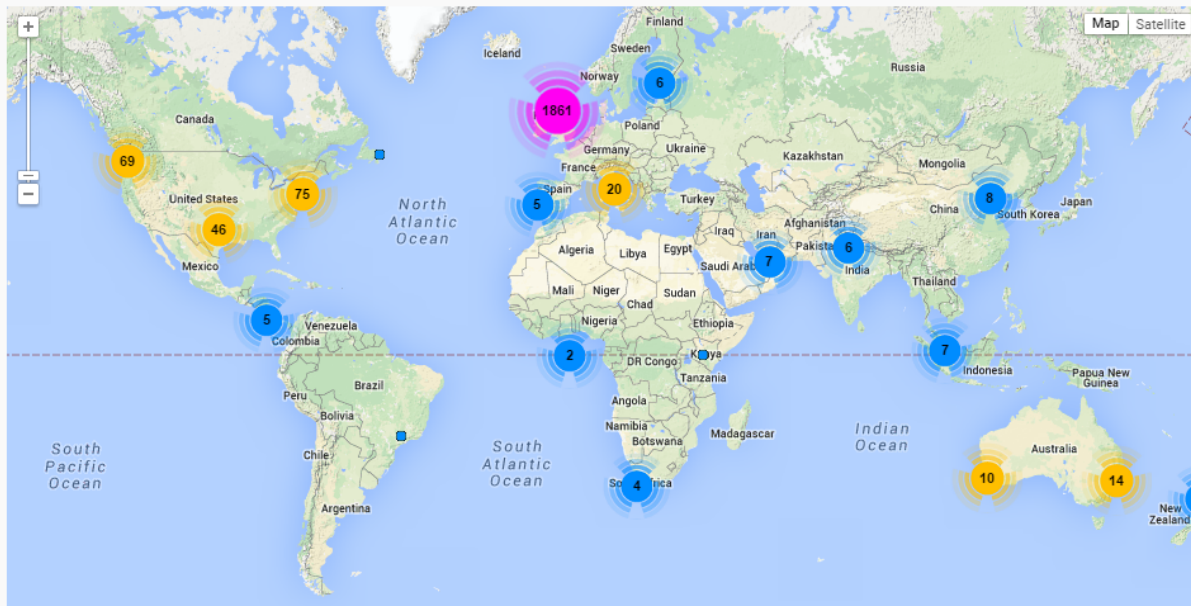 +
Map
Satellite
−
Finland
Iceland
Sweden
Russia
Norway
6
1861
Canada
Poland
Germany
Ukraine
69
France
Kazakhstan
Mongolia
75
20
Spain
United States
North
Atlantic
Ocean
5
Turkey
8
China
Japan
South Korea
46
Iraq
Iran
Afghanistan
Pakistan
6
Mexico
Algeria
Libya
Egypt
Saudi Arab
7
India
Thailand
Mali
Niger
Chad
Sudan
5
Venezuela
Nigeria
Ethiopia
Colombia
2
DR Congo
Kenya
7
Indonesia
Tanzania
Papua New
Guinea
Brazil
Peru
Angola
Bolivia
Namibia
Madagascar
Indian
Ocean
Botswana
Australia
South
Pacific
Ocean
Chile
South
Atlantic
Ocean
4
10
14
Argentina
New
Zealand